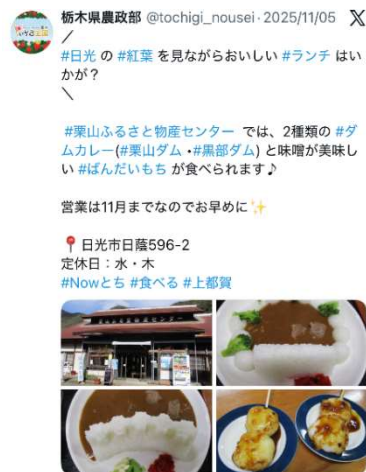 栃木県農政部 @tochigi_nousei·2025/11/05
／
#日光 の #紅葉 を見ながらおいしい #ランチ はい
かが？
＼
#栗山ふるさと物産センター では、2種類の #ダ
ムカレー(#栗山ダム ・#黒部ダム) と味噌が美味し
い #ばんだいもち が食べられます♪
営業は11月までなのでお早めに✨
📍日光市日蔭596-2
定休日：水・木
#Nowとち #食べる #上都賀